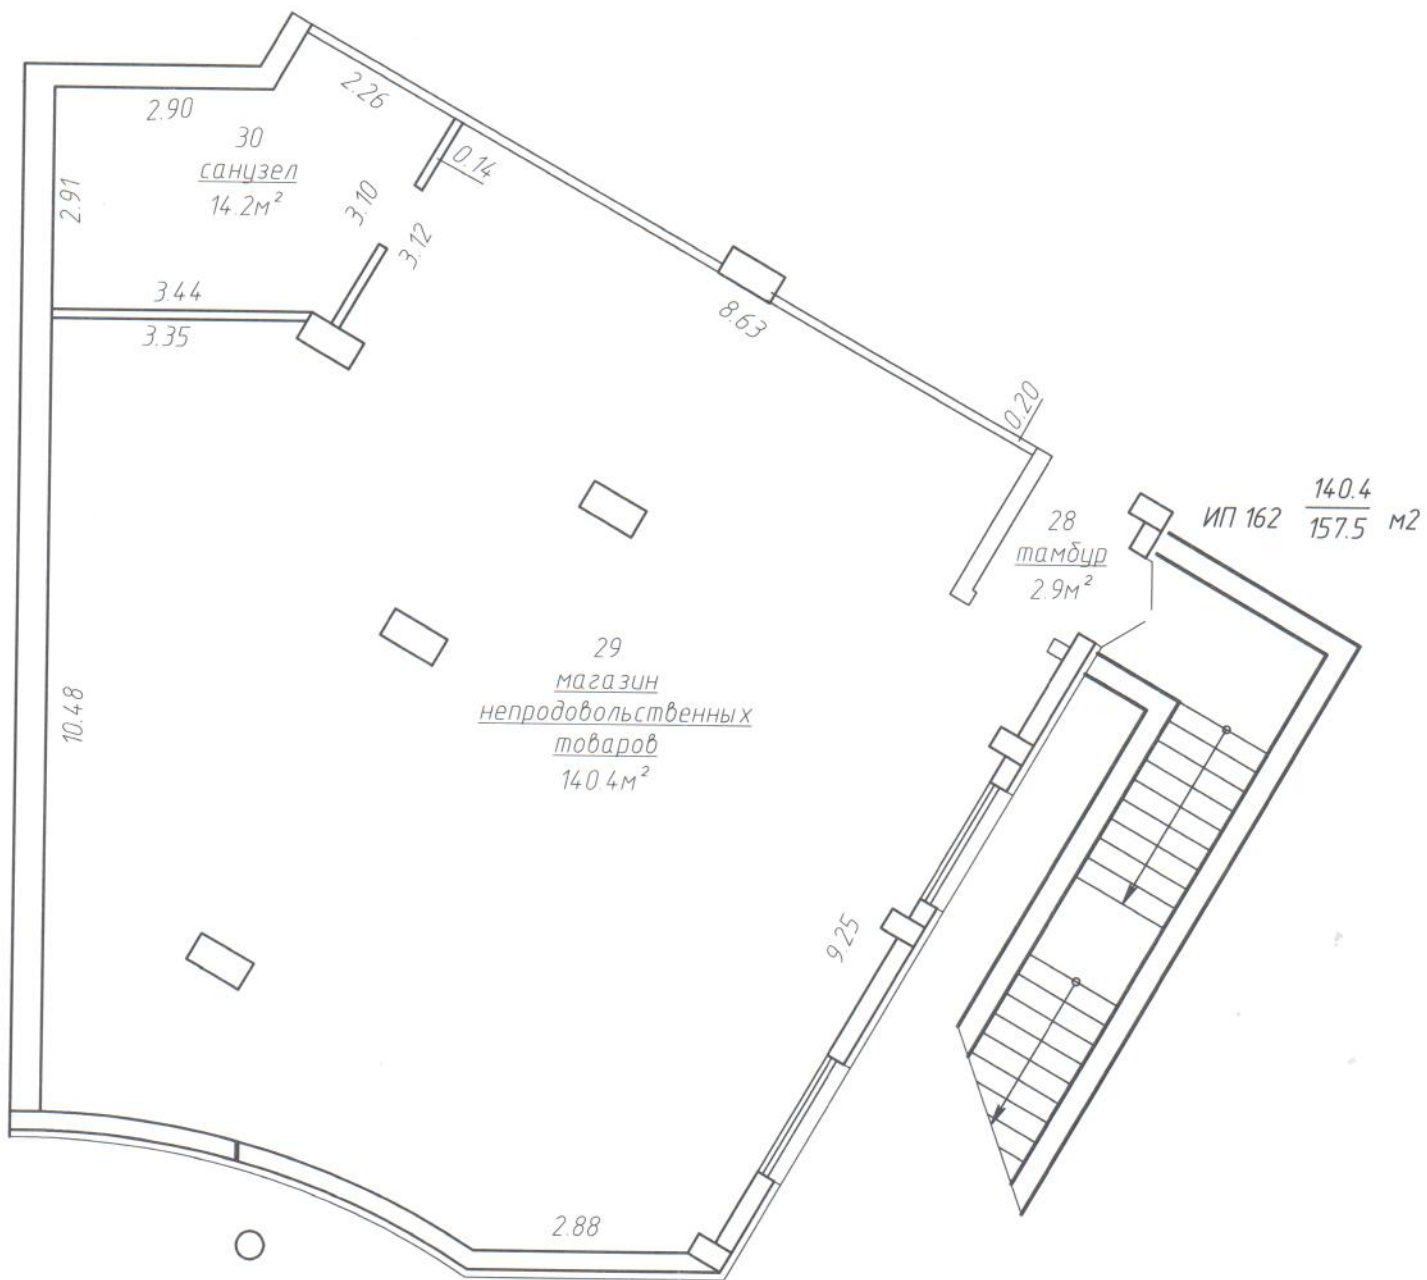 2.26
2.90
30
санузел
14.2м²
0.14
2.91
3.10
3.12
3.44
3.35
8.63
0.20
28
тамбур
2.9м²
ИП 162 140.4
157.5 м2
29
магазин
непродовольственных
товаров
140.4м²
10.48
9.25
2.88